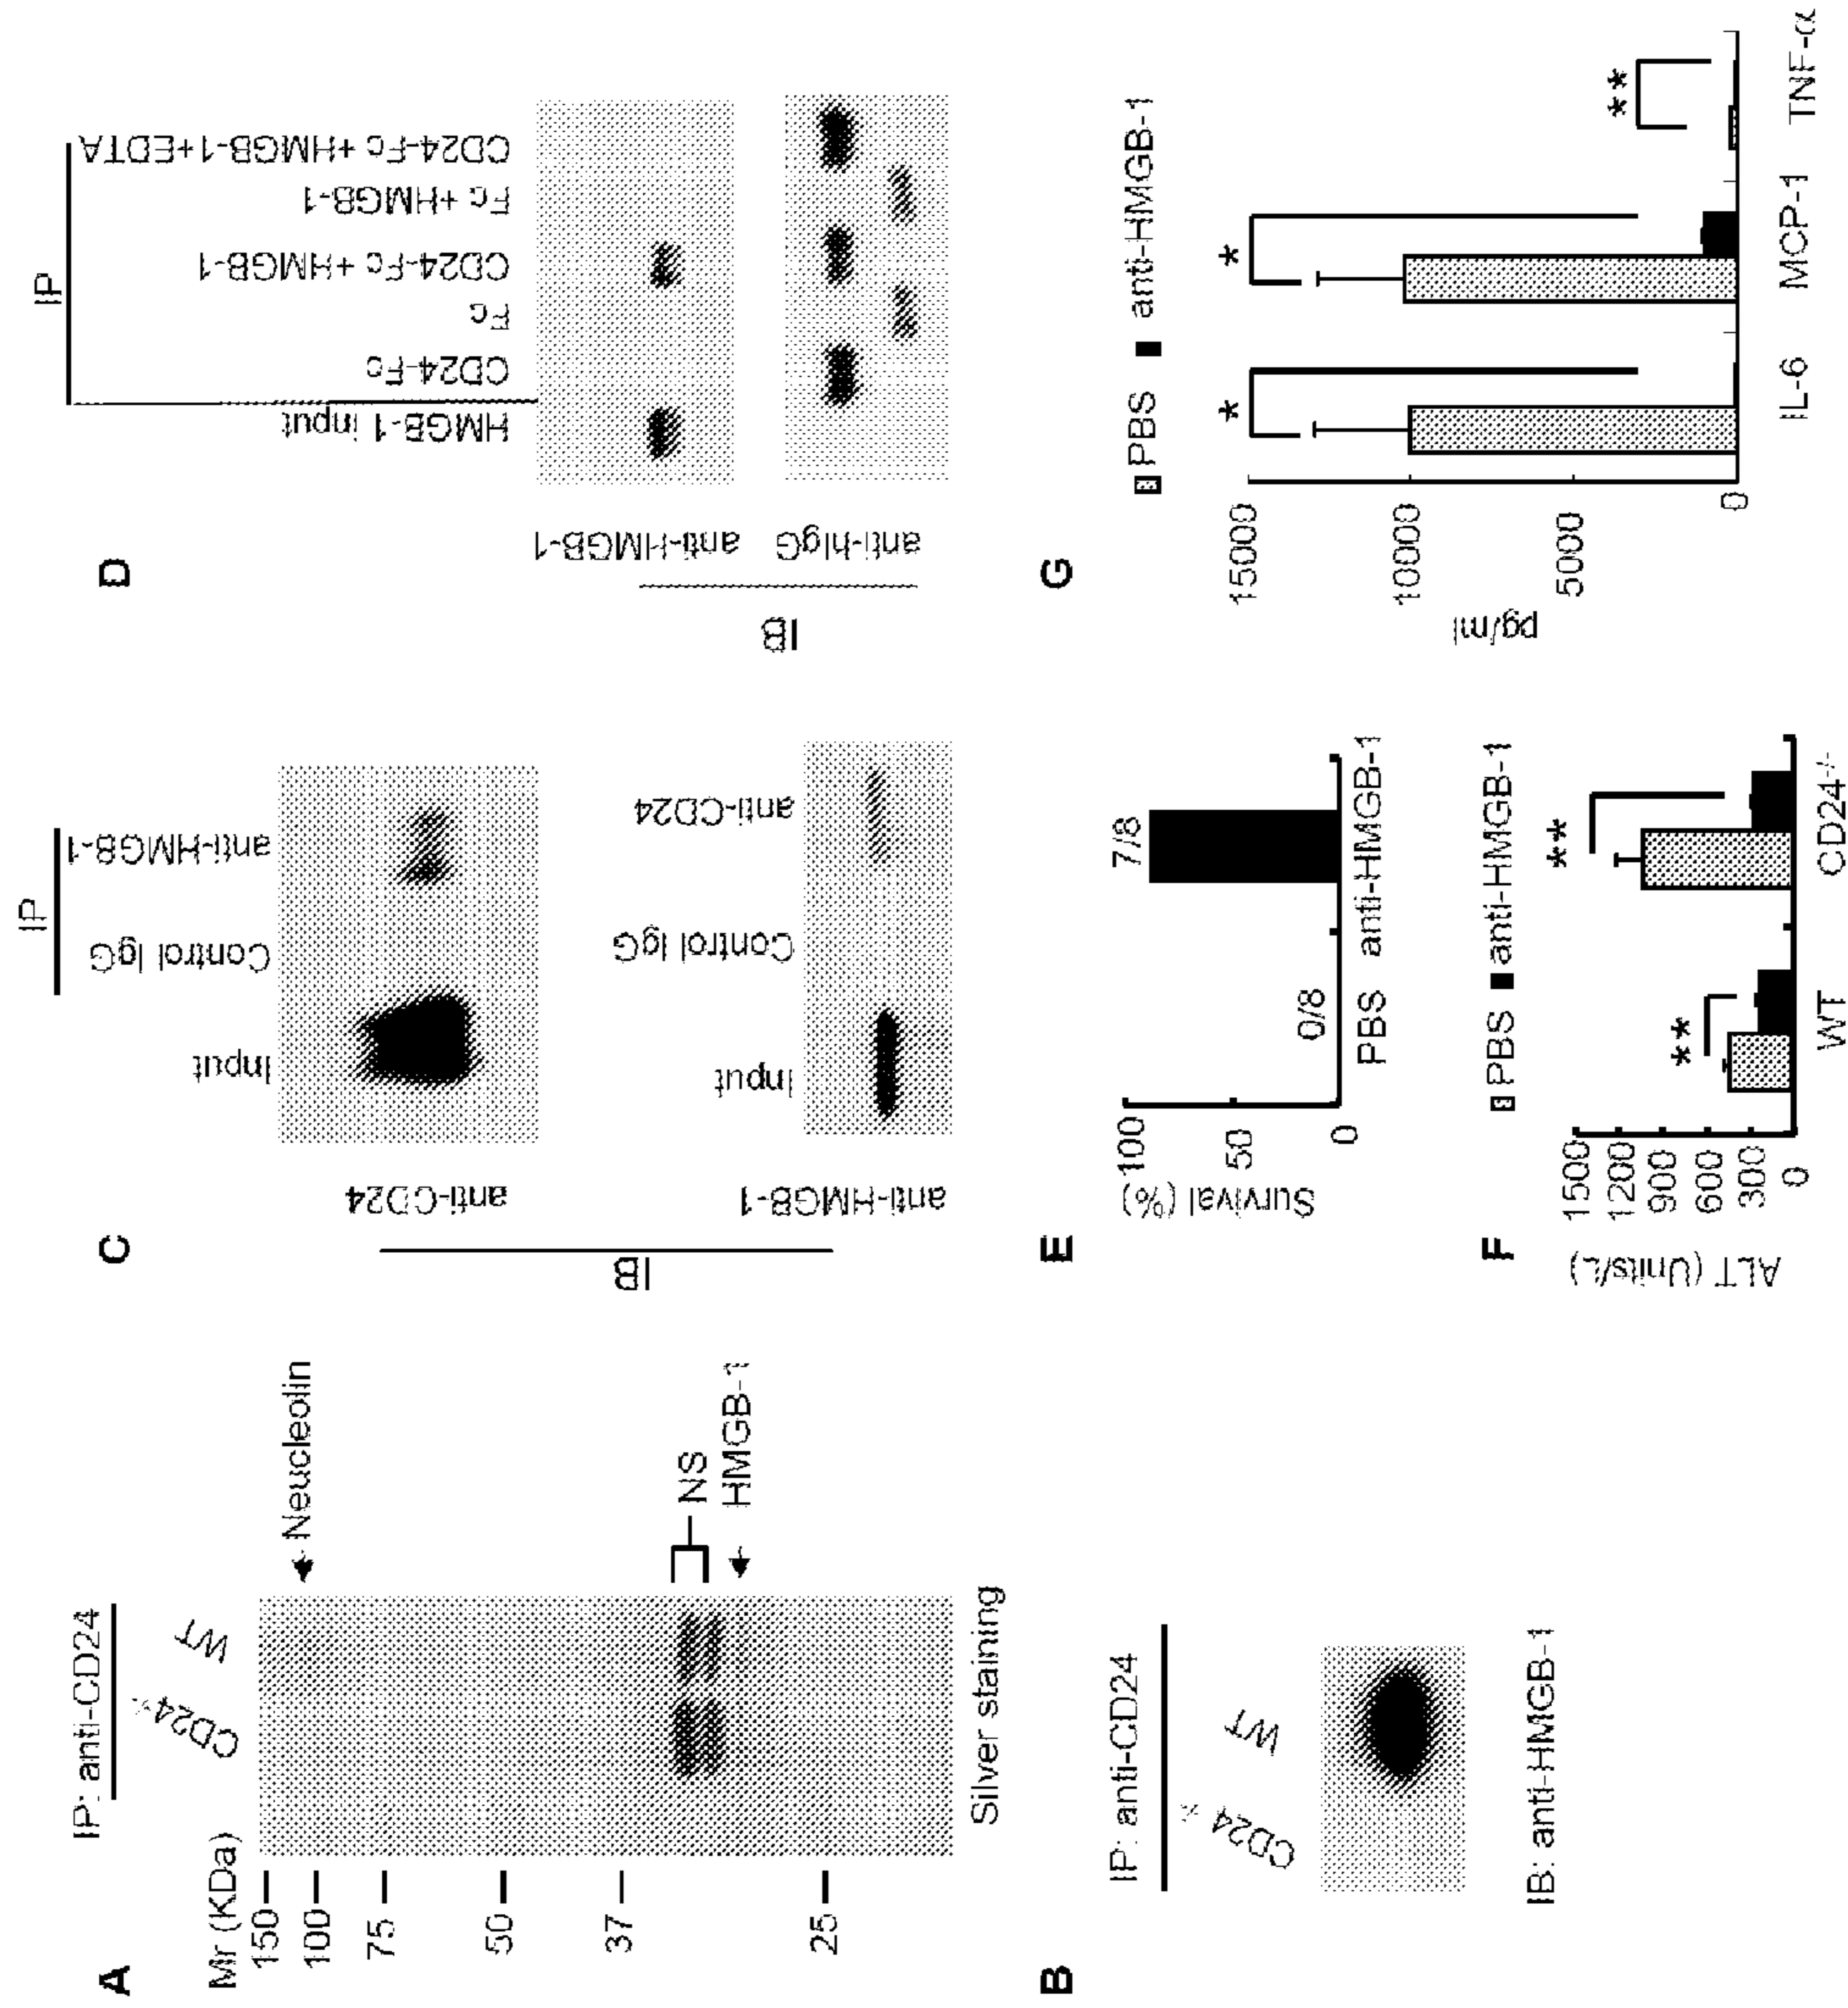 A
IP: anti-CD24
CD24-/-
WT
Mr (KDa)
150
100
75
50
37
25
Neucleolin
NS
HMGB-1
Silver staining
B
IP: anti-CD24
CD24 -/-
WT
IB: anti-HMGB-1
C
IP
Input
Control IgG
anti-HMGB-1
anti-CD24
IB
Input
Control IgG
anti-CD24
anti-HMGB-1
D
IP
HMGB-1 input
CD24-Fc
Fc
CD24-Fc +HMGB-1
Fc +HMGB-1
CD24-Fc +HMGB-1+EDTA
IB
anti-HMGB-1
anti-hIgG
E
Survival (%)
100
50
0
0/8
7/8
PBS
anti-HMGB-1
F
PBS
anti-HMGB-1
ALT (Units/L)
1500
1200
900
600
300
0
**
**
WT
CD24-/-
G
PBS
anti-HMGB-1
pg/ml
15000
10000
5000
0
*
*
**
IL-6
MCP-1
TNF-α